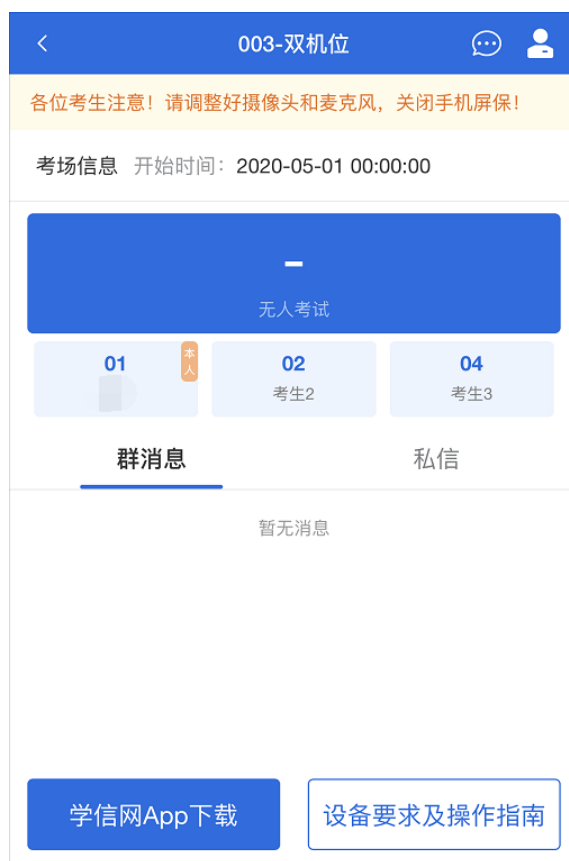 003-双机位
各位考生注意！请调整好摄像头和麦克风，关闭手机屏保！
考场信息 开始时间：2020-05-01 00:00:00
–
无人考试
01 本人 02 04
考生2 考生3
群消息 私信
暂无消息
学信网App下载 设备要求及操作指南